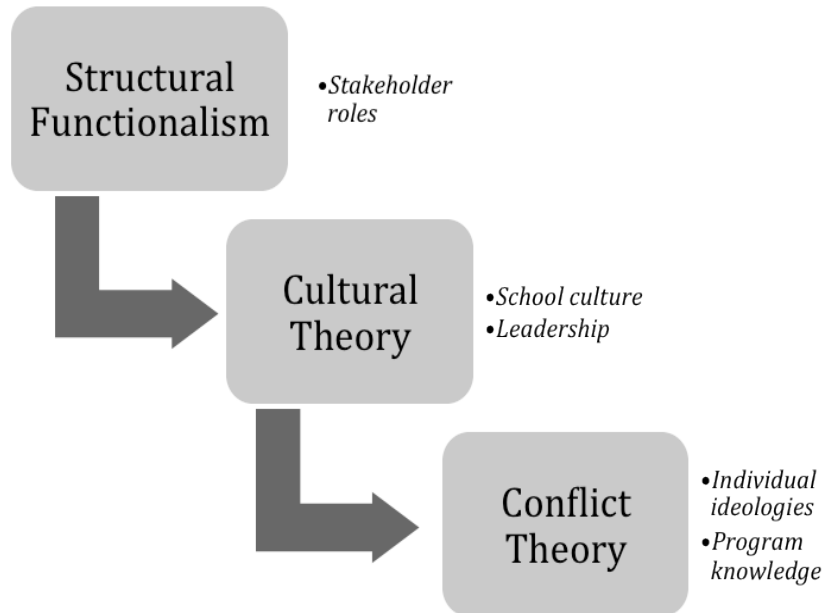 Structural
Functionalism
•Stakeholder
roles
Cultural
Theory
•School culture
•Leadership
Conflict
Theory
•Individual
ideologies
•Program
knowledge